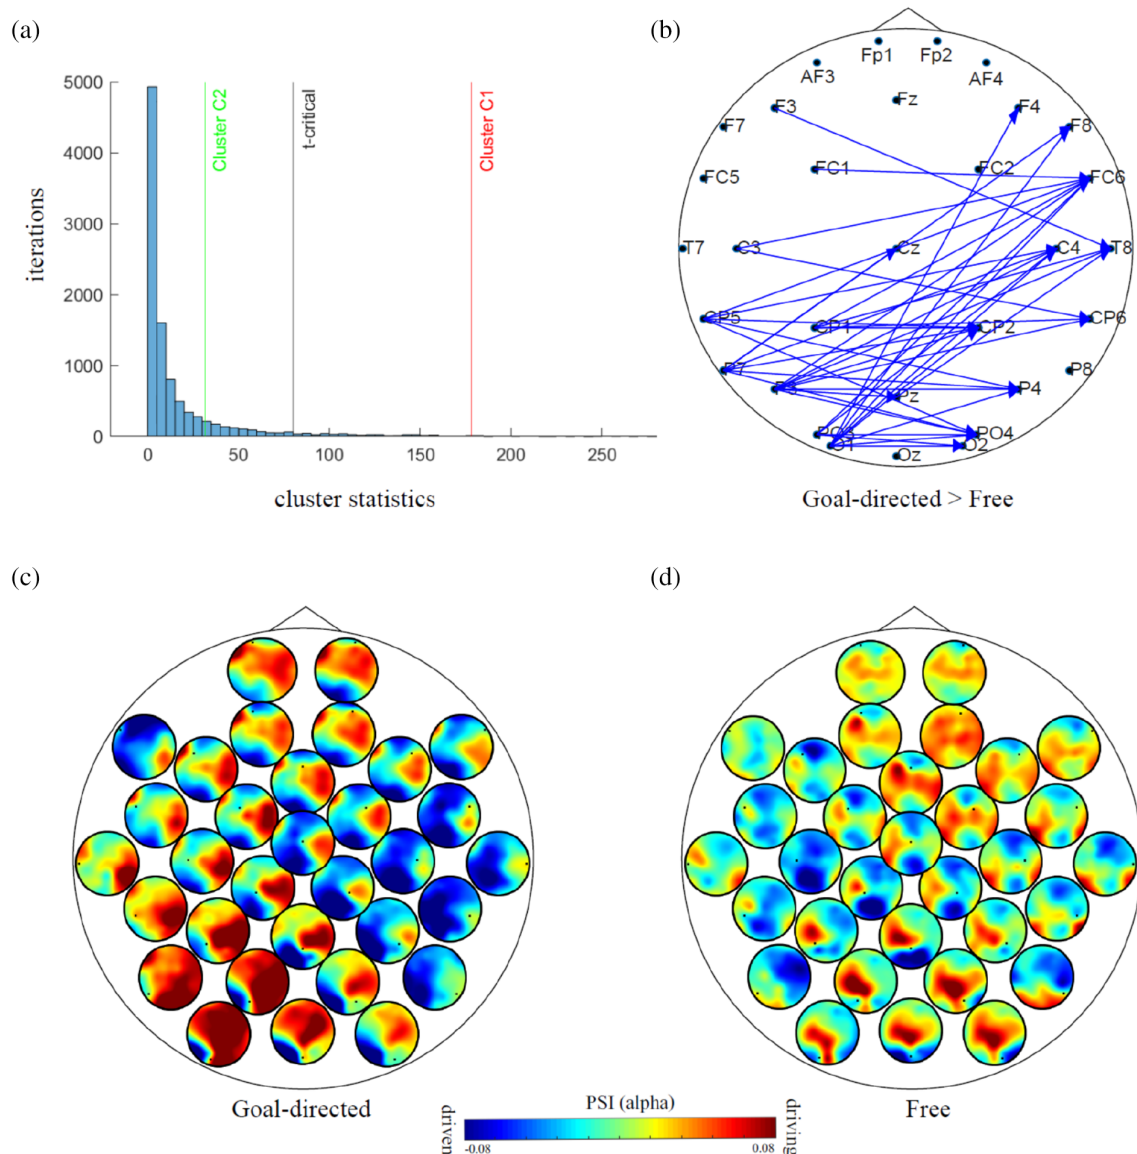 (a)
(b)
5000
4000
3000
2000
1000
0
iterations
Cluster C2
t-critical
Cluster C1
0 50 100 150 200 250
cluster statistics
Fp1 Fp2
AF3 AF4
F7 F3 Fz F4 F8
FC5 FC1 FC2 FC6
T7 C3 Cz C4 T8
CP5 CP1 CP2 CP6
P7 P3 Pz P4 P8
PO3 PO4
O1 Oz O2
Goal-directed > Free
(c)
(d)
Goal-directed
Free
PSI (alpha)
driven
driving
-0.08 0.08